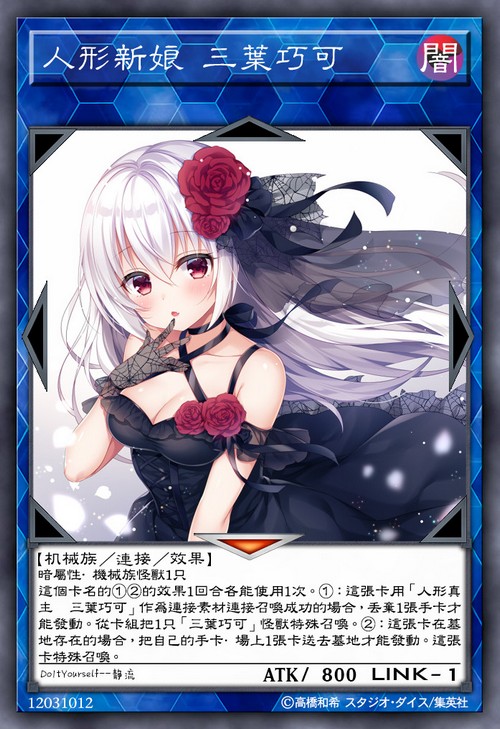 人形新娘 三葉巧可
闇
【机械族／連接／效果】
暗屬性·機械族怪獸1只
這個卡名的①②的效果1回合各能使用1次。①：這張卡用「人形真
主 三葉巧可」作為連接素材連接召喚成功的場合，丢棄1張手卡才
能發動。從卡組把1只「三葉巧可」怪獸特殊召喚。②：這張卡在墓
地存在的場合，把自己的手卡·場上1張卡送去墓地才能發動。這張
卡特殊召喚。
DoItYourself--靜流
ATK/ 800 LINK-1
12031012
©高橋和希 スタジオ・ダイス/集英社